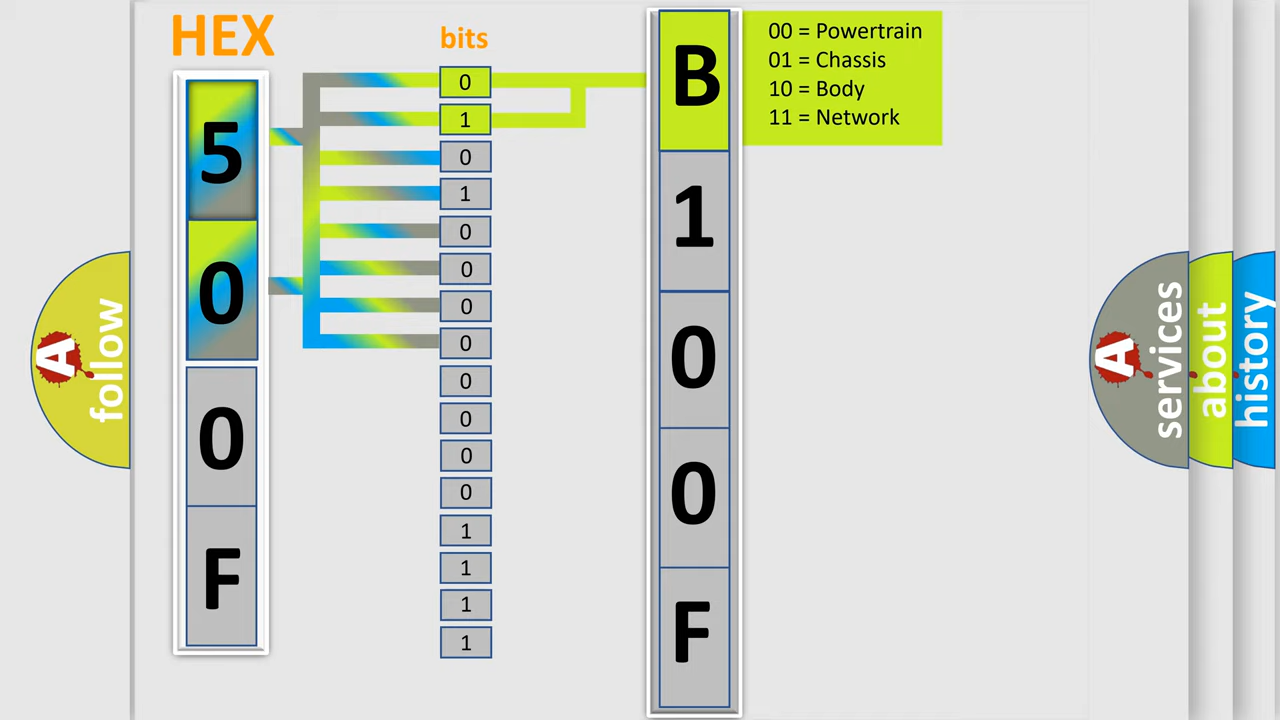 HEX
bits
5
0
0
F
0
1
0
1
0
0
0
0
0
0
0
0
1
1
1
1
B
1
0
0
F
00 = Powertrain
01 = Chassis
10 = Body
11 = Network
A
follow
A
services
about
history